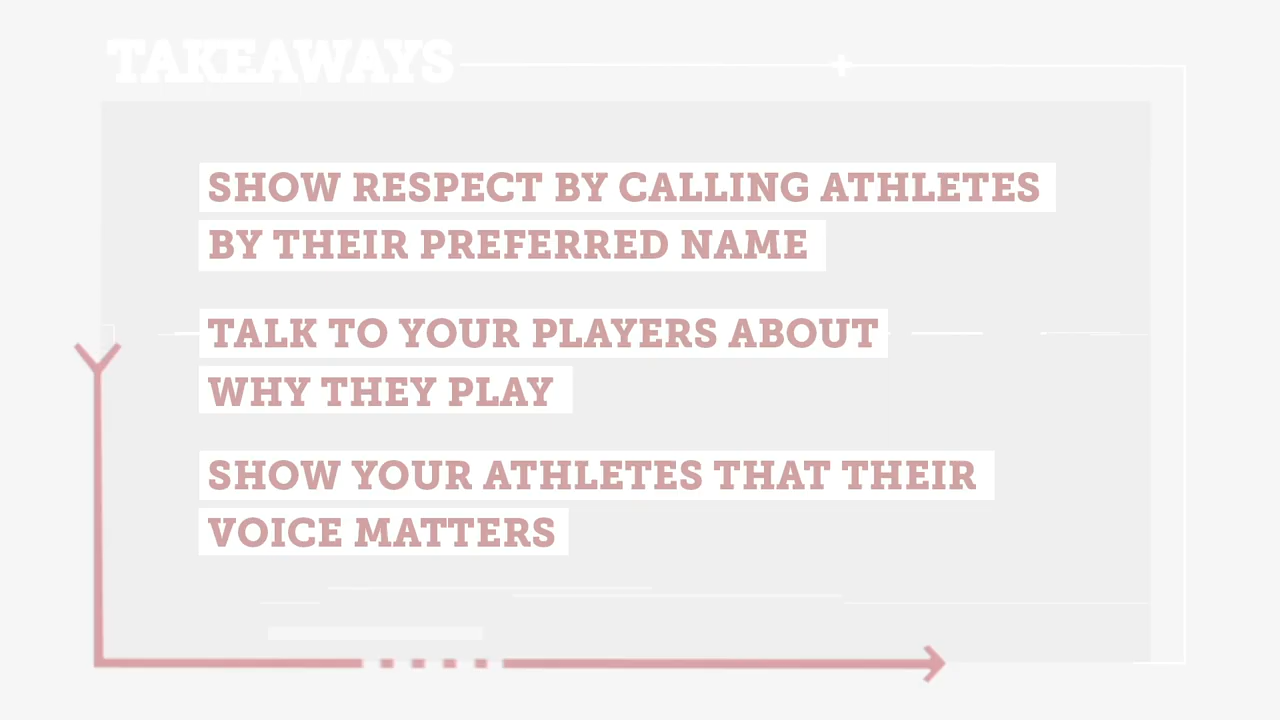 TAKEAWAYS
SHOW RESPECT BY CALLING ATHLETES
BY THEIR PREFERRED NAME
TALK TO YOUR PLAYERS ABOUT
WHY THEY PLAY
SHOW YOUR ATHLETES THAT THEIR
VOICE MATTERS